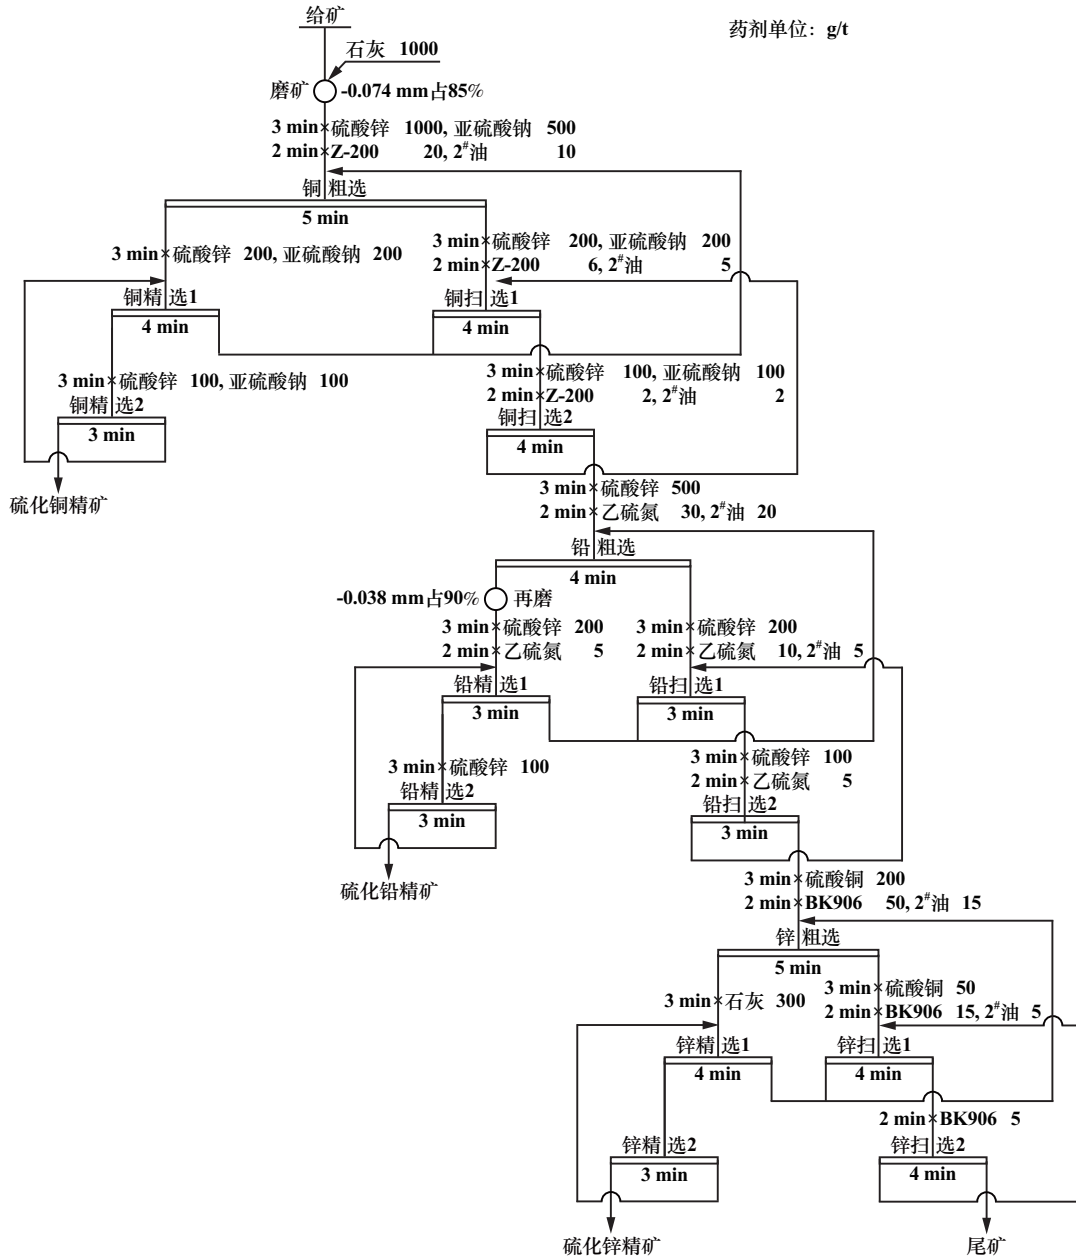 给矿
药剂单位：g/t
石灰 1000
磨矿 -0.074 mm占85%
3 min 硫酸锌 1000, 亚硫酸钠 500
2 min Z-200 20, 2#油 10
铜粗选
5 min
3 min 硫酸锌 200, 亚硫酸钠 200
3 min 硫酸锌 200, 亚硫酸钠 200
2 min Z-200 6, 2#油 5
铜精选1
4 min
铜扫选1
4 min
3 min 硫酸锌 100, 亚硫酸钠 100
2 min Z-200 2, 2#油 2
3 min 硫酸锌 100, 亚硫酸钠 100
铜精选2
3 min
铜扫选2
4 min
硫化铜精矿
3 min 硫酸锌 500
2 min 乙硫氮 30, 2#油 20
铅粗选
4 min
-0.038 mm占90% 再磨
3 min 硫酸锌 200
2 min 乙硫氮 5
3 min 硫酸锌 200
2 min 乙硫氮 10, 2#油 5
铅精选1
3 min
铅扫选1
3 min
3 min 硫酸锌 100
3 min 硫酸锌 100
2 min 乙硫氮 5
铅精选2
3 min
铅扫选2
3 min
硫化铅精矿
3 min 硫酸铜 200
2 min BK906 50, 2#油 15
锌粗选
5 min
3 min 石灰 300
3 min 硫酸铜 50
2 min BK906 15, 2#油 5
锌精选1
4 min
锌扫选1
4 min
2 min BK906 5
锌精选2
3 min
锌扫选2
4 min
硫化锌精矿
尾矿